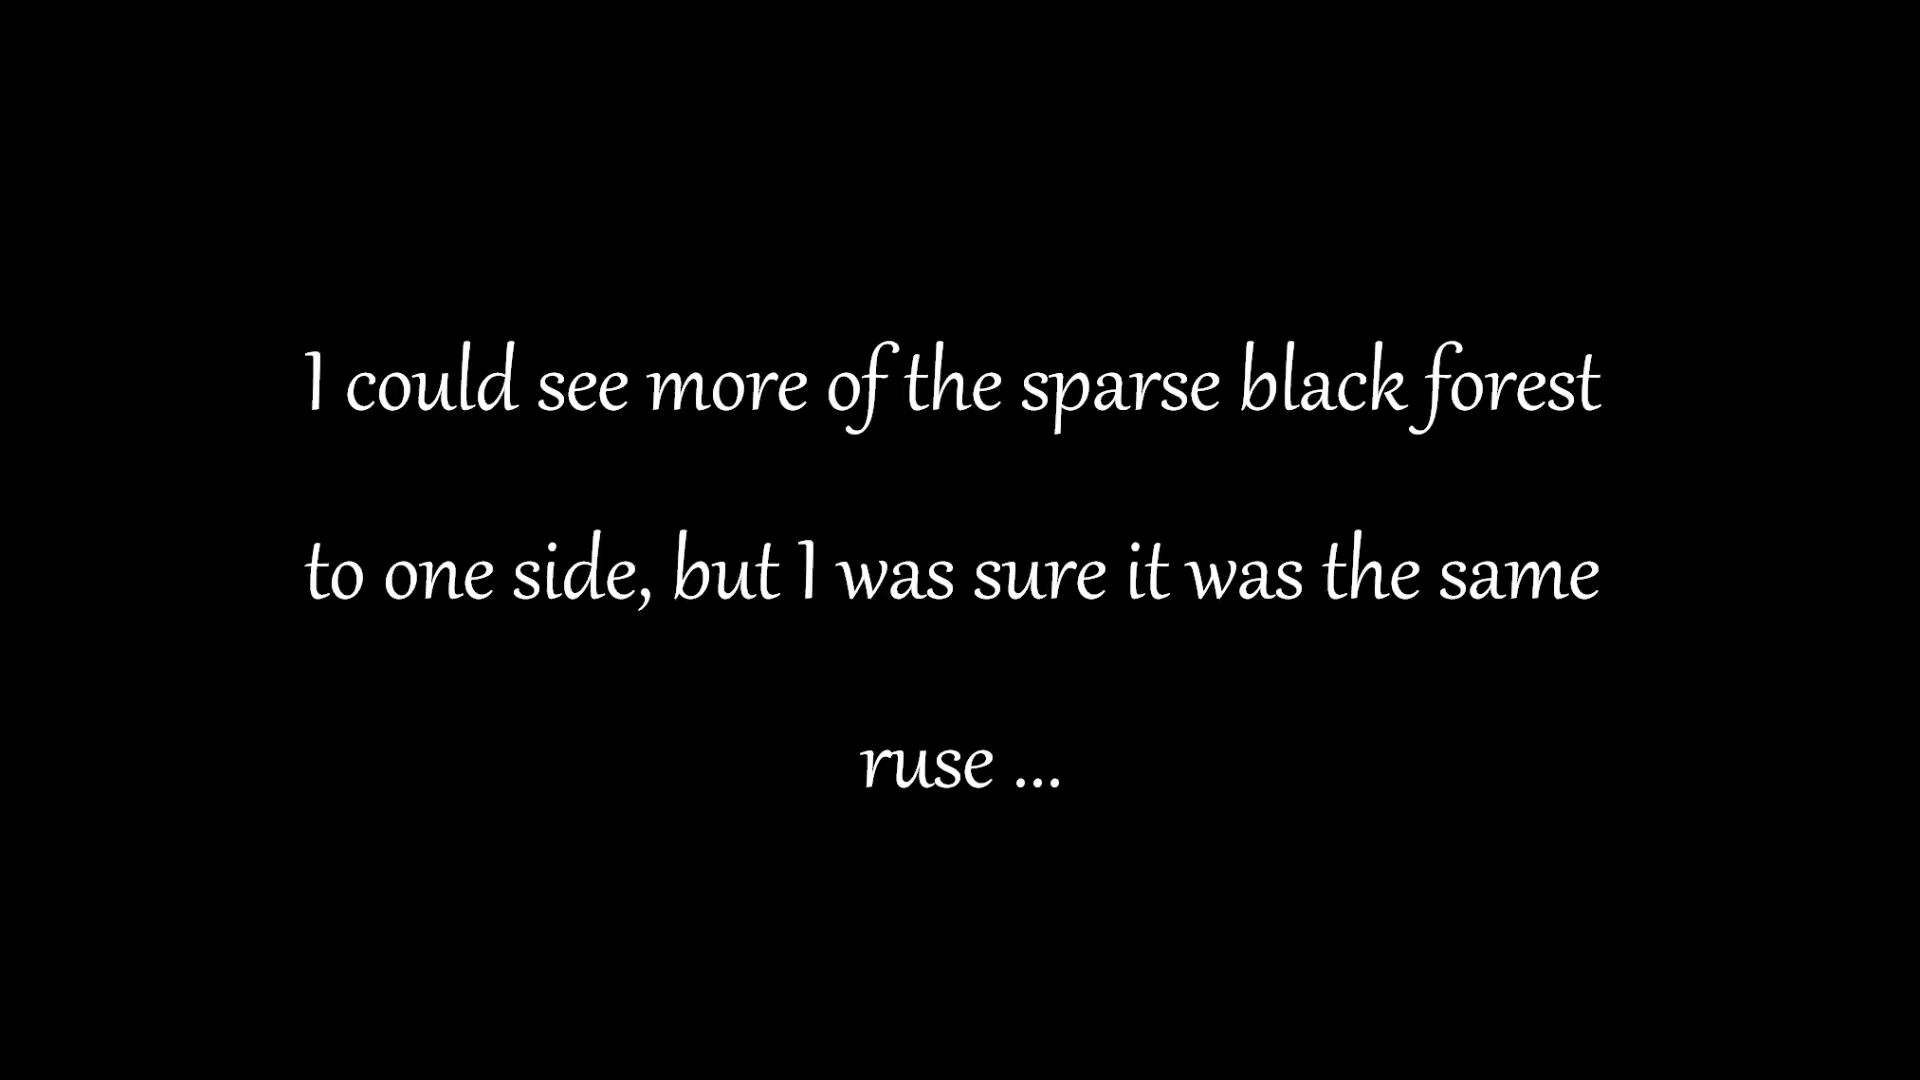 I could see more of the sparse black forest
to one side, but I was sure it was the same
ruse ...